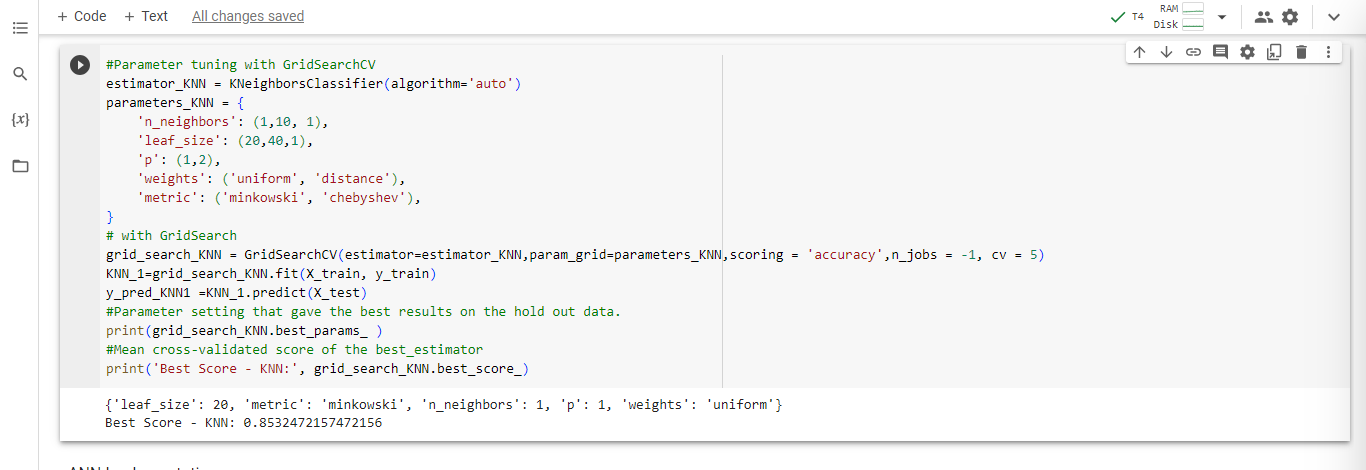 + Code + Text All changes saved
T4 RAM
Disk
{x}
#Parameter tuning with GridSearchCV
estimator_KNN = KNeighborsClassifier(algorithm='auto')
parameters_KNN = {
    'n_neighbors': (1,10, 1),
    'leaf_size': (20,40,1),
    'p': (1,2),
    'weights': ('uniform', 'distance'),
    'metric': ('minkowski', 'chebyshev'),
}
# with GridSearch
grid_search_KNN = GridSearchCV(estimator=estimator_KNN,param_grid=parameters_KNN,scoring = 'accuracy',n_jobs = -1, cv = 5)
KNN_1=grid_search_KNN.fit(X_train, y_train)
y_pred_KNN1 =KNN_1.predict(X_test)
#Parameter setting that gave the best results on the hold out data.
print(grid_search_KNN.best_params_ )
#Mean cross-validated score of the best_estimator
print('Best Score - KNN:', grid_search_KNN.best_score_)
{'leaf_size': 20, 'metric': 'minkowski', 'n_neighbors': 1, 'p': 1, 'weights': 'uniform'}
Best Score - KNN: 0.8532472157472156